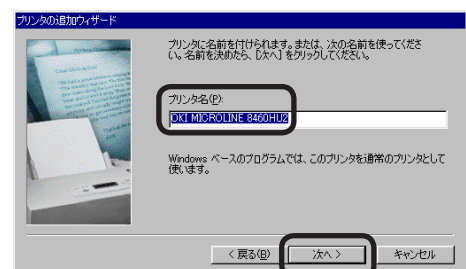 プリンタの追加ウィザード
プリンタに名前を付けられます。または、次の名前を使ってくださ
い。名前を決めたら、[次へ] をクリックしてください。
プリンタ名(P):
OKI MICROLINE 8460HU2
Windows ベースのプログラムでは、このプリンタを通常のプリンタとして
使います。
< 戻る(B)
次へ >
キャンセル